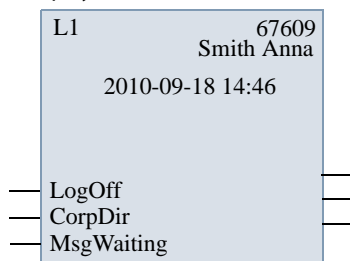 L1 67609
Smith Anna
2010-09-18 14:46
LogOff
CorpDir
MsgWaiting